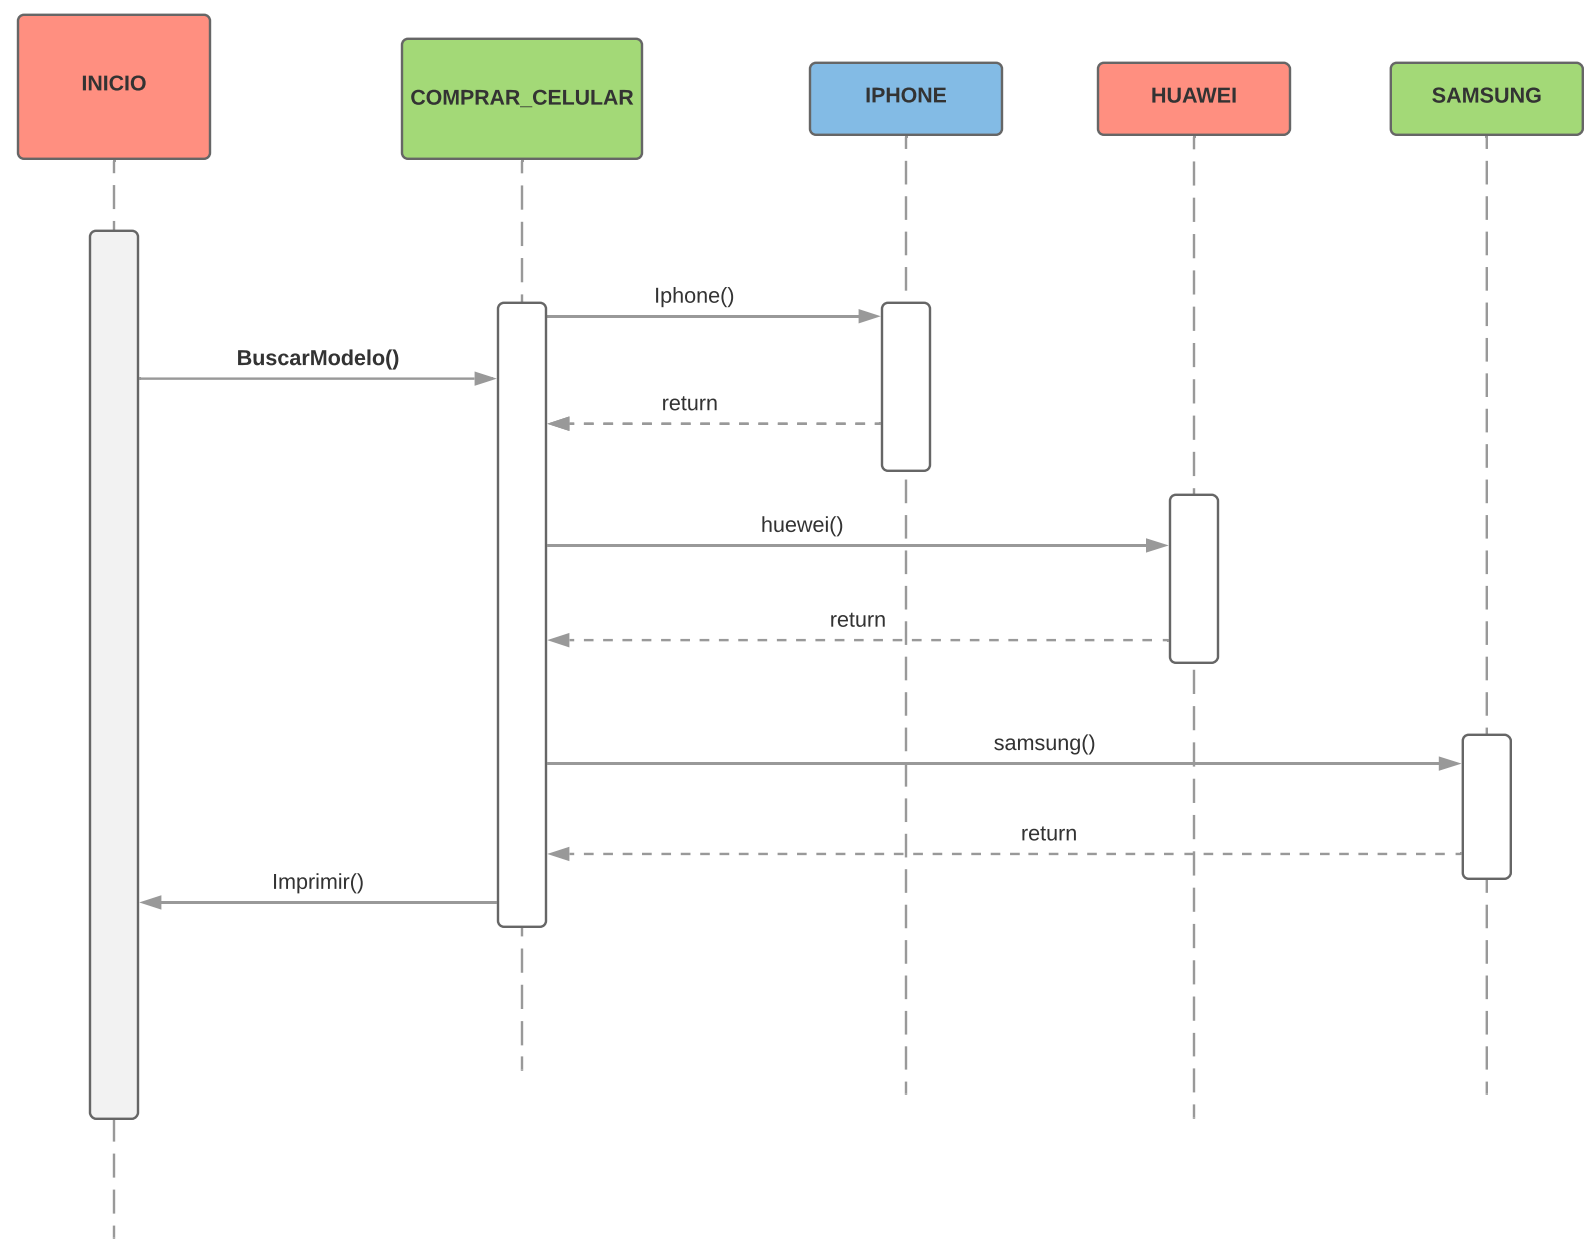 INICIO
COMPRAR_CELULAR
IPHONE
HUAWEI
SAMSUNG
Iphone()
BuscarModelo()
return
huewei()
return
samsung()
return
Imprimir()